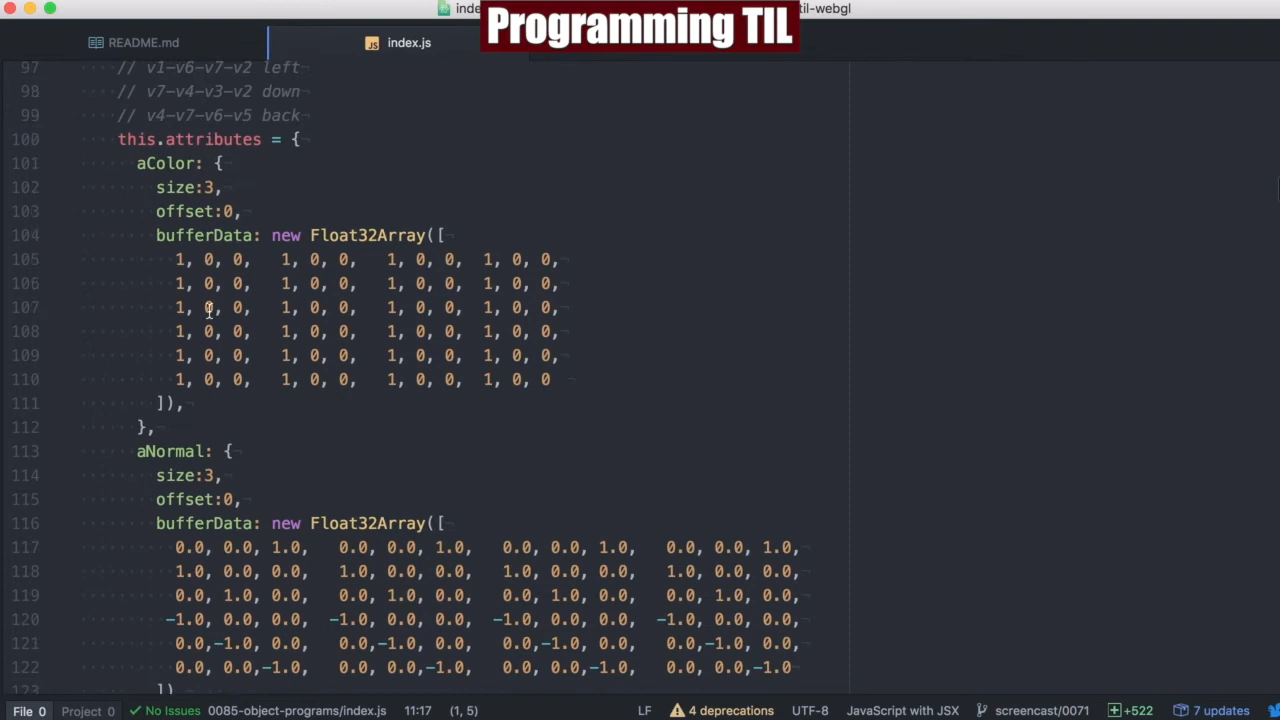 inde
Programming TIL
til-webgl
README.md
JS index.js
97 // v1-v6-v7-v2 left
98 // v7-v4-v3-v2 down
99 // v4-v7-v6-v5 back
100 this.attributes = {
101 aColor: {
102 size:3,
103 offset:0,
104 bufferData: new Float32Array([
105 1, 0, 0, 1, 0, 0, 1, 0, 0, 1, 0, 0,
106 1, 0, 0, 1, 0, 0, 1, 0, 0, 1, 0, 0,
107 1, 0, 0, 1, 0, 0, 1, 0, 0, 1, 0, 0,
108 1, 0, 0, 1, 0, 0, 1, 0, 0, 1, 0, 0,
109 1, 0, 0, 1, 0, 0, 1, 0, 0, 1, 0, 0,
110 1, 0, 0, 1, 0, 0, 1, 0, 0, 1, 0, 0
111 ]),
112 },
113 aNormal: {
114 size:3,
115 offset:0,
116 bufferData: new Float32Array([
117 0.0, 0.0, 1.0, 0.0, 0.0, 1.0, 0.0, 0.0, 1.0, 0.0, 0.0, 1.0,
118 1.0, 0.0, 0.0, 1.0, 0.0, 0.0, 1.0, 0.0, 0.0, 1.0, 0.0, 0.0,
119 0.0, 1.0, 0.0, 0.0, 1.0, 0.0, 0.0, 1.0, 0.0, 0.0, 1.0, 0.0,
120 -1.0, 0.0, 0.0, -1.0, 0.0, 0.0, -1.0, 0.0, 0.0, -1.0, 0.0, 0.0,
121 0.0,-1.0, 0.0, 0.0,-1.0, 0.0, 0.0,-1.0, 0.0, 0.0,-1.0, 0.0,
122 0.0, 0.0,-1.0, 0.0, 0.0,-1.0, 0.0, 0.0,-1.0, 0.0, 0.0,-1.0
123 ])
File 0 Project 0 No Issues 0085-object-programs/index.js 11:17 (1, 5) LF 4 deprecations UTF-8 JavaScript with JSX screencast/0071 +522 7 updates